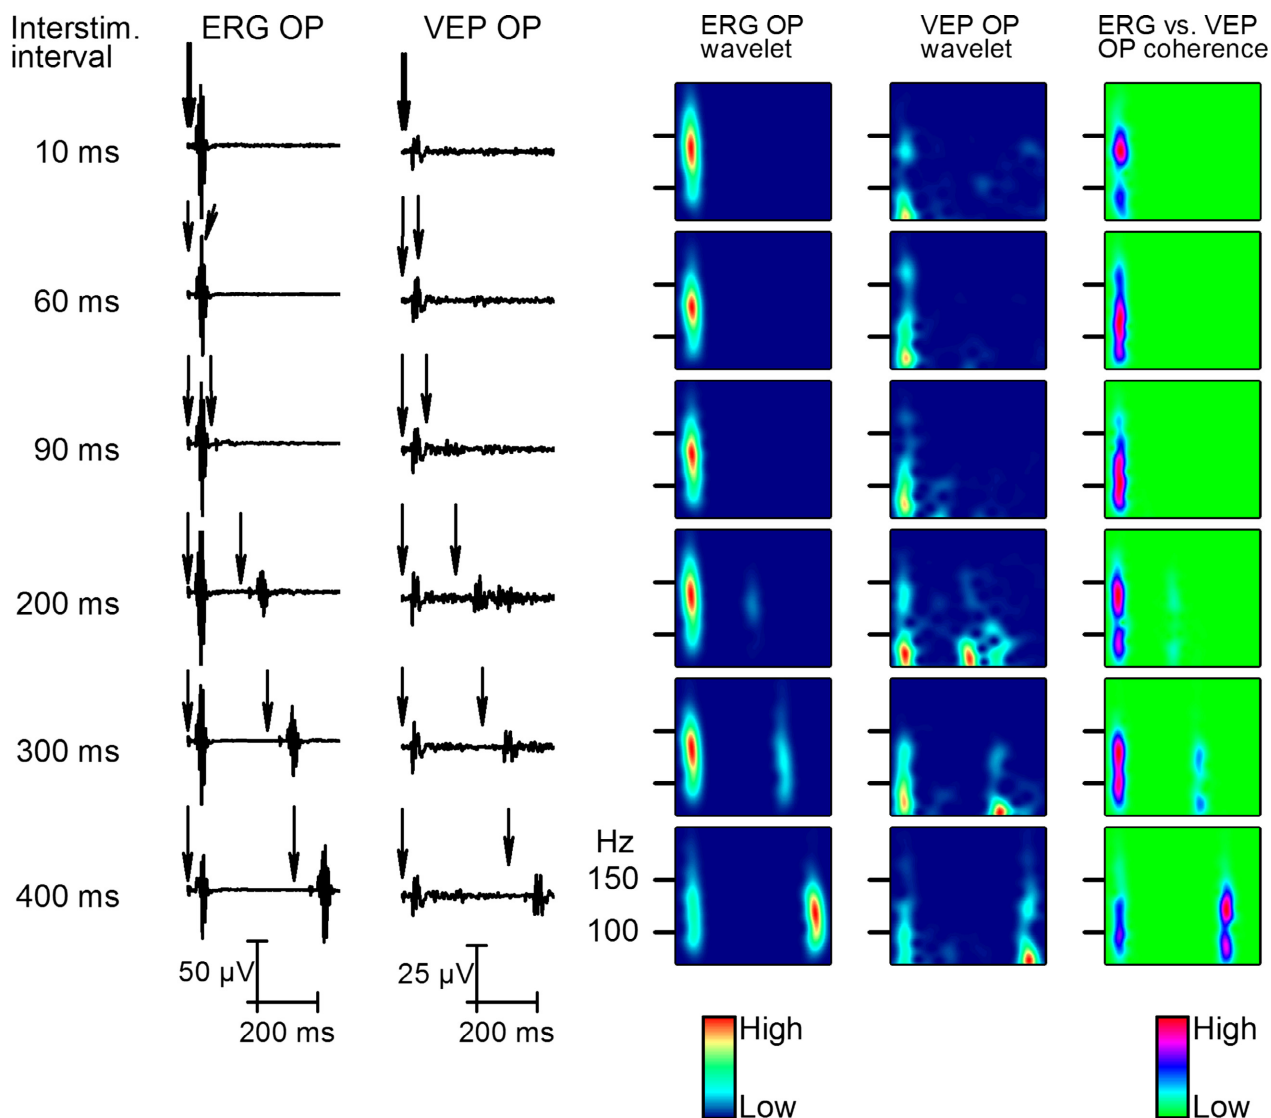 Interstim.
interval
ERG OP
VEP OP
ERG OP
wavelet
VEP OP
wavelet
ERG vs. VEP
OP coherence
10 ms
60 ms
90 ms
200 ms
300 ms
400 ms
Hz
150
100
50 µV
200 ms
25 µV
200 ms
High
Low
High
Low